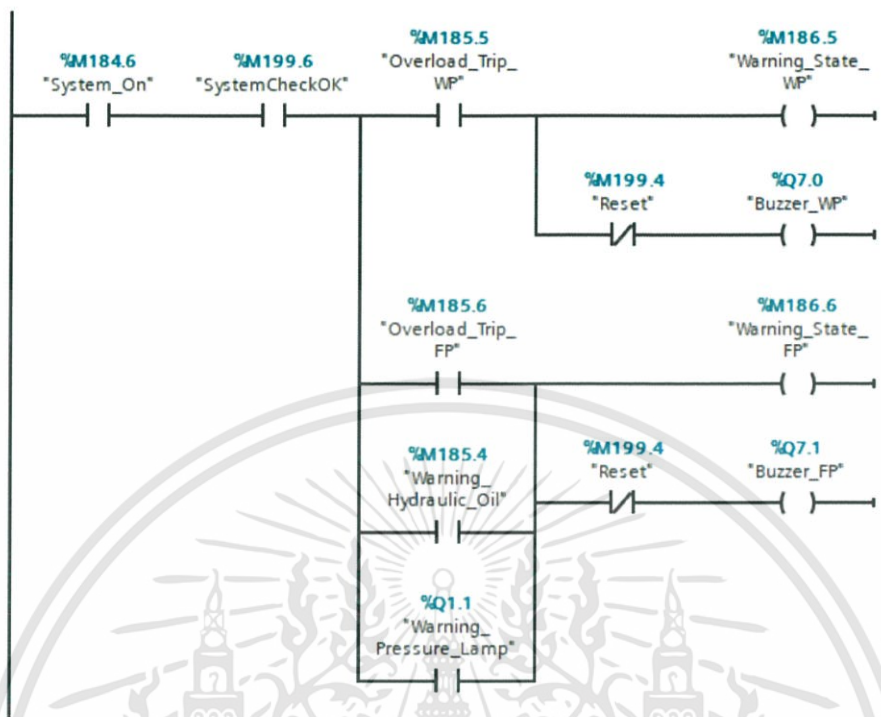 %M184.6
"System_On"
%M199.6
"SystemCheckOK"
%M185.5
"Overload_Trip_
WP"
%M186.5
"Warning_State_
WP"
%M199.4
"Reset"
%Q7.0
"Buzzer_WP"
%M185.6
"Overload_Trip_
FP"
%M186.6
"Warning_State_
FP"
%M185.4
"Warning_
Hydraulic_Oil"
%M199.4
"Reset"
%Q7.1
"Buzzer_FP"
%Q1.1
"Warning_
Pressure_Lamp"